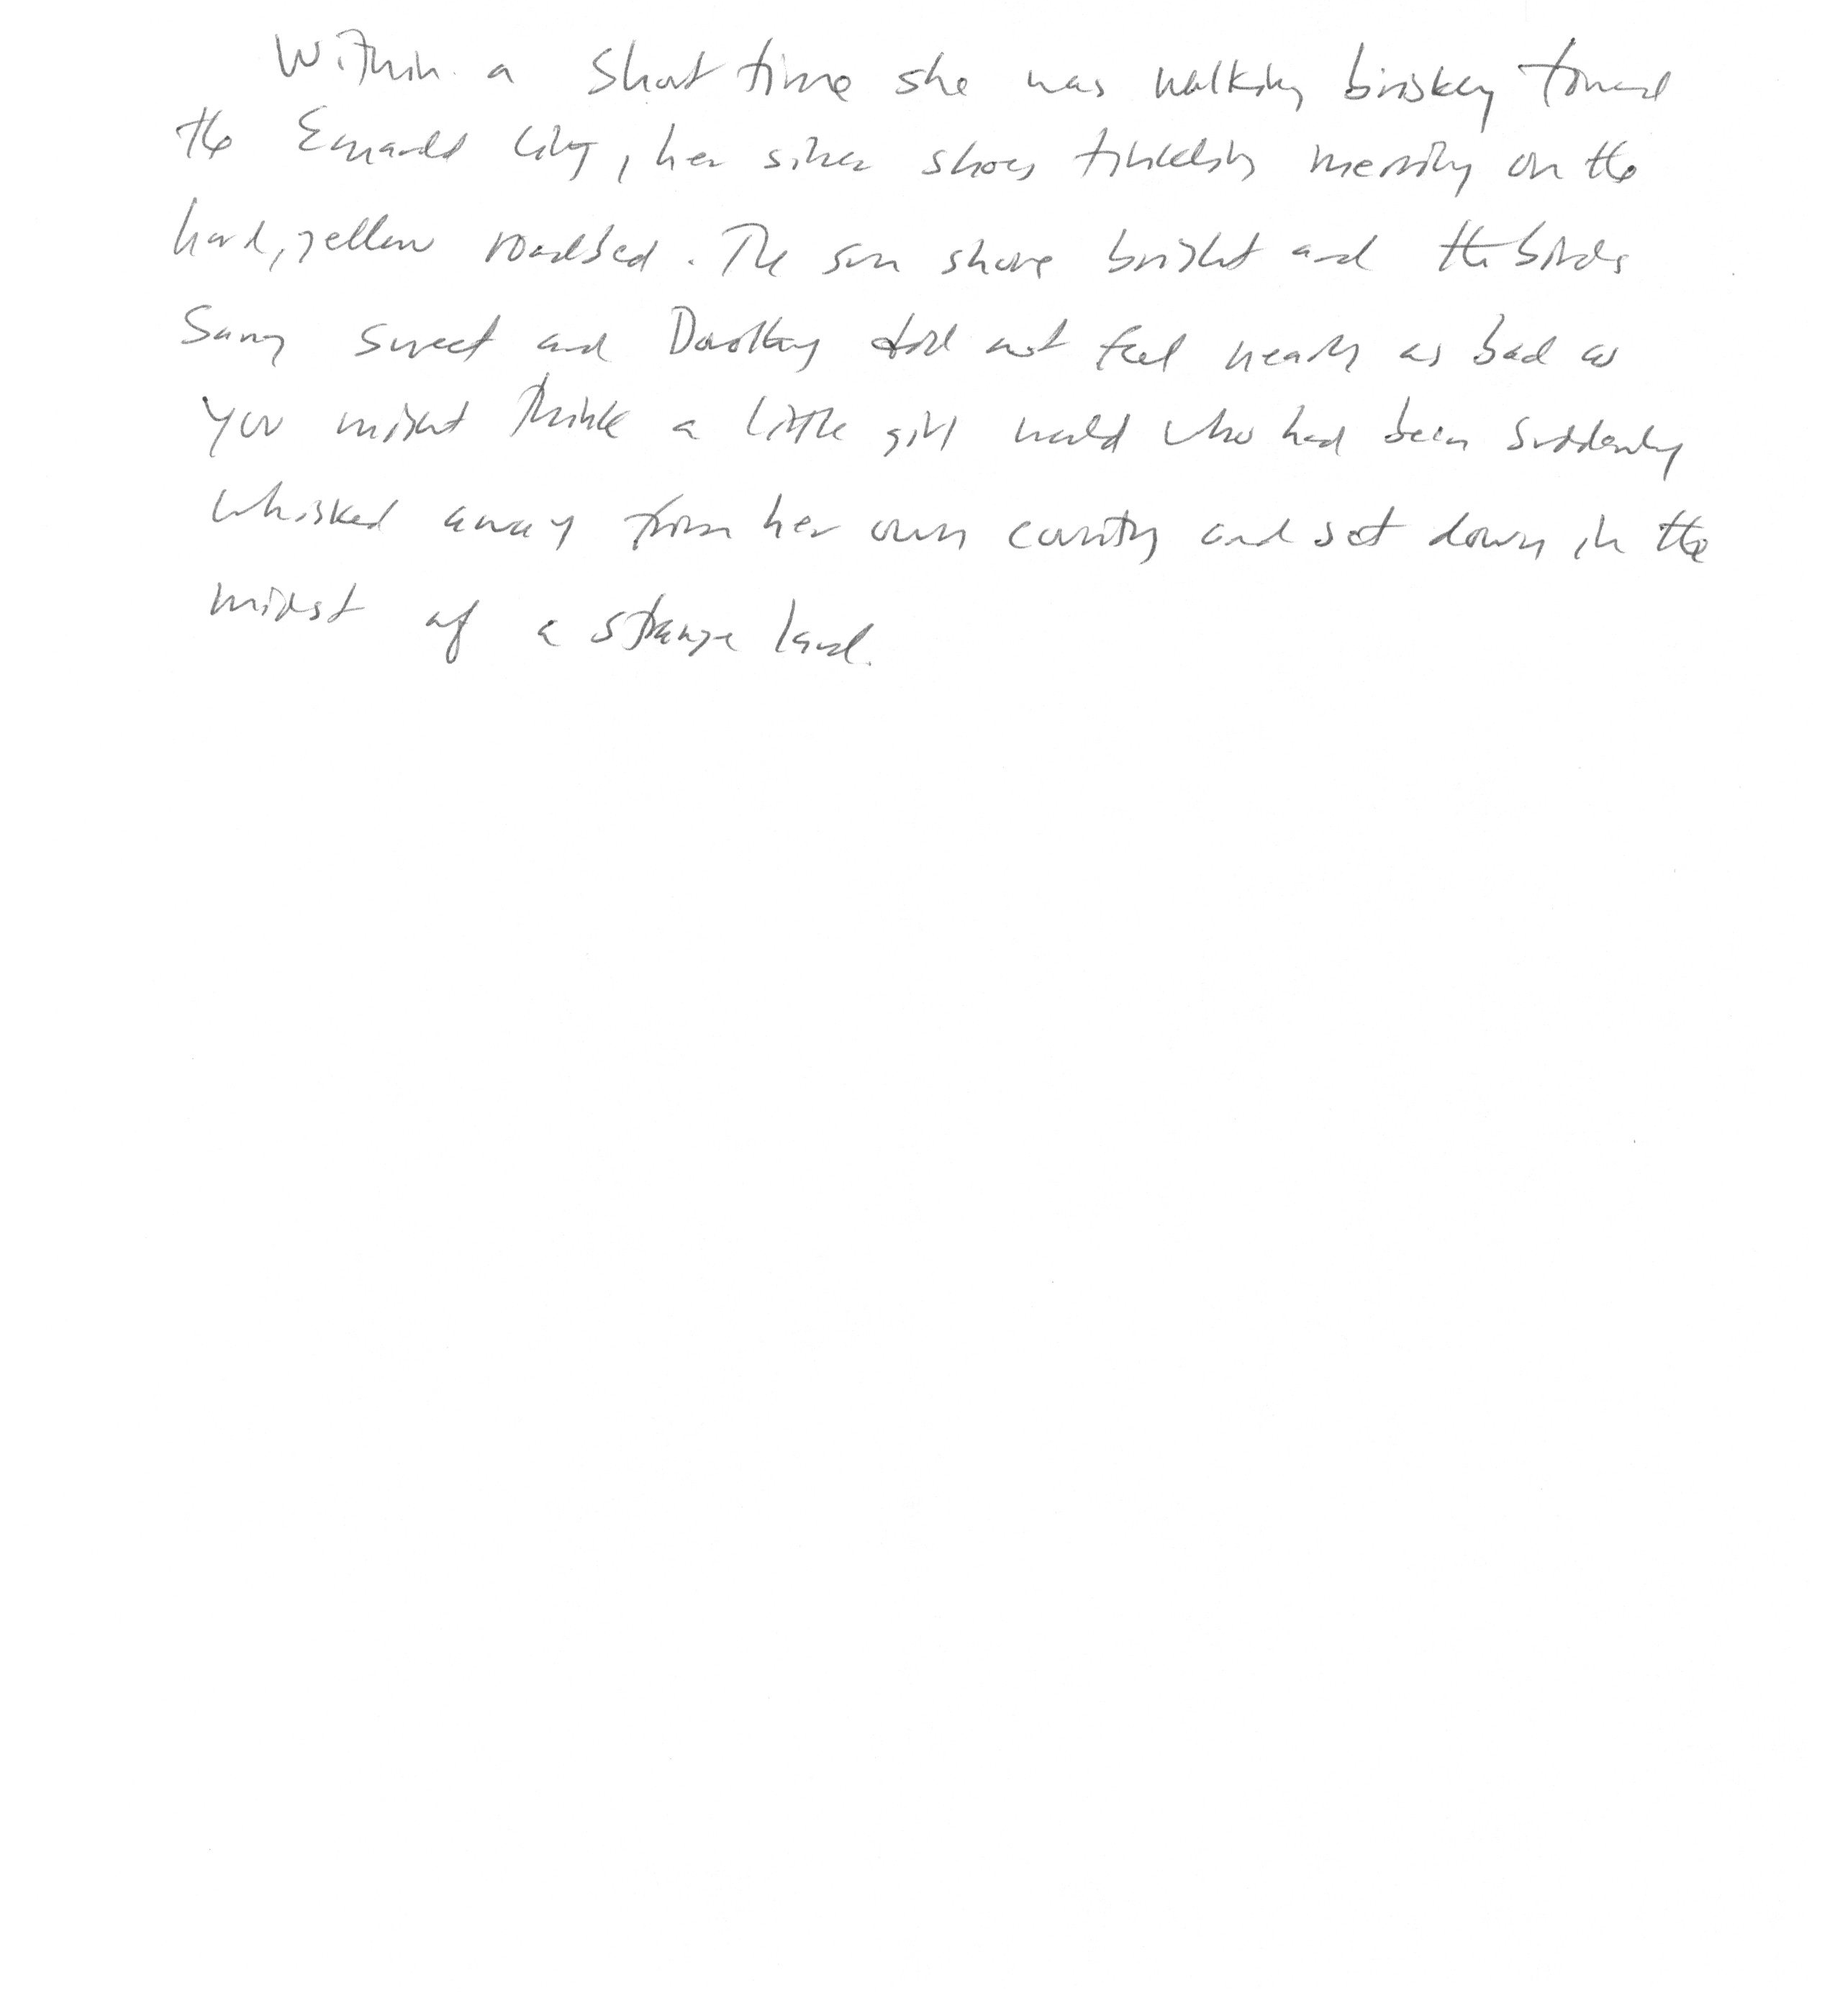 Within a short time she was walking briskly toward
the Emerald City, her silver shoes tinkling merrily on the
hard, yellow roadbed. The sun shone bright and the birds
sang sweet and Dorothy did not feel nearly as bad as
you might think a little girl would who had been suddenly
whisked away from her own country and set down in the
midst of a strange land.